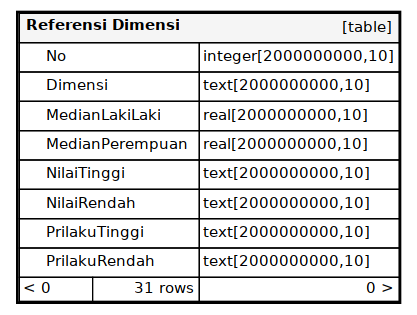 Referensi Dimensi [table]
No integer[2000000000,10]
Dimensi text[2000000000,10]
MedianLakiLaki real[2000000000,10]
MedianPerempuan real[2000000000,10]
NilaiTinggi text[2000000000,10]
NilaiRendah text[2000000000,10]
PrilakuTinggi text[2000000000,10]
PrilakuRendah text[2000000000,10]
< 0 31 rows 0 >